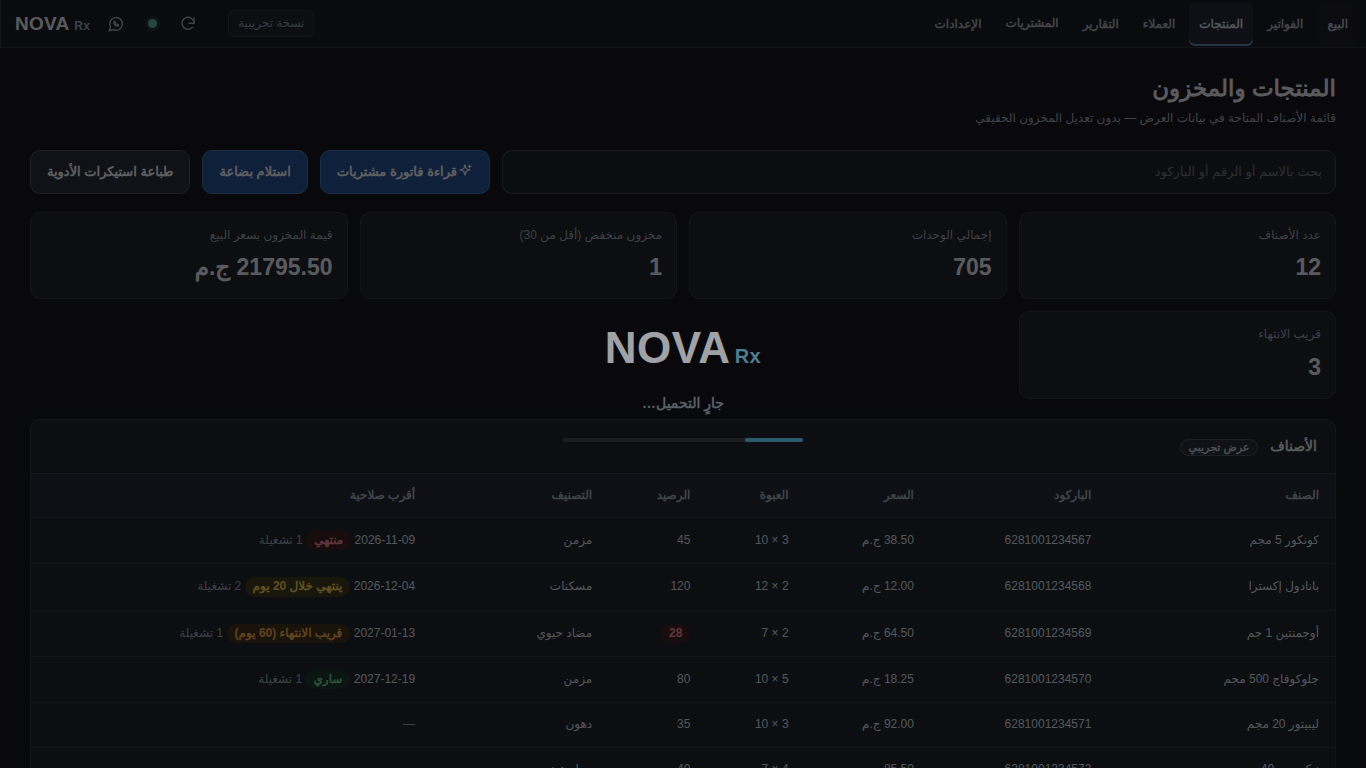 البيع
الفواتير
المنتجات
العملاء
التقارير
المشتريات
الإعدادات
نسخة تجريبية
NOVA Rx
المنتجات والمخزون
قائمة الأصناف المتاحة في بيانات العرض — بدون تعديل المخزون الحقيقي
بحث بالاسم أو الرقم أو الباركود
قراءة فاتورة مشتريات
استلام بضاعة
طباعة استيكرات الأدوية
عدد الأصناف
12
إجمالي الوحدات
705
مخزون منخفض (أقل من 30)
1
قيمة المخزون بسعر البيع
21795.50 ج.م
قريب الانتهاء
3
NOVA Rx
جارٍ التحميل...
الأصناف عرض تجريبي
الصنف الباركود السعر العبوة الرصيد التصنيف أقرب صلاحية
كونكور 5 مجم 6281001234567 38.50 ج.م 3 × 10 45 مزمن 2026-11-09 منتهي 1 تشغيلة
بانادول إكسترا 6281001234568 12.00 ج.م 2 × 12 120 مسكنات 2026-12-04 ينتهي خلال 20 يوم 2 تشغيلة
أوجمنتين 1 جم 6281001234569 64.50 ج.م 2 × 7 28 مضاد حيوي 2027-01-13 قريب الانتهاء (60 يوم) 1 تشغيلة
جلوكوفاج 500 مجم 6281001234570 18.25 ج.م 5 × 10 80 مزمن 2027-12-19 ساري 1 تشغيلة
ليبيتور 20 مجم 6281001234571 92.00 ج.م 3 × 10 35 دهون —